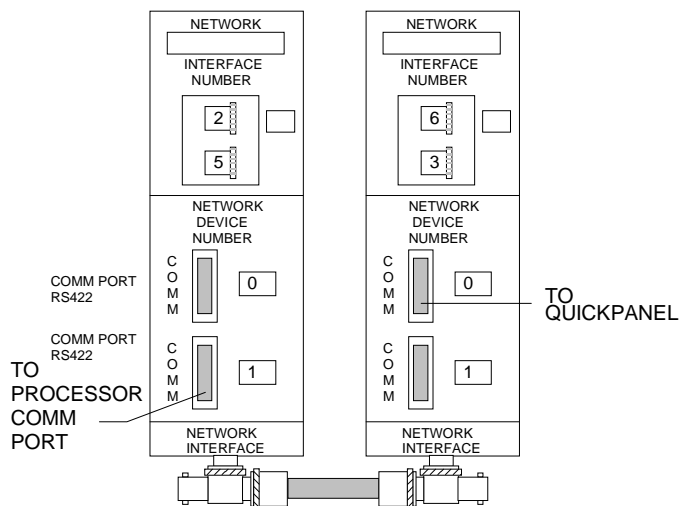 NETWORK
INTERFACE
NUMBER
2
5
NETWORK
DEVICE
NUMBER
C
O
M
M
0
COMM PORT
RS422
C
O
M
M
1
COMM PORT
RS422
TO
PROCESSOR
COMM
PORT
NETWORK
INTERFACE
NETWORK
INTERFACE
NUMBER
6
3
NETWORK
DEVICE
NUMBER
C
O
M
M
0
TO
QUICKPANEL
C
O
M
M
1
NETWORK
INTERFACE